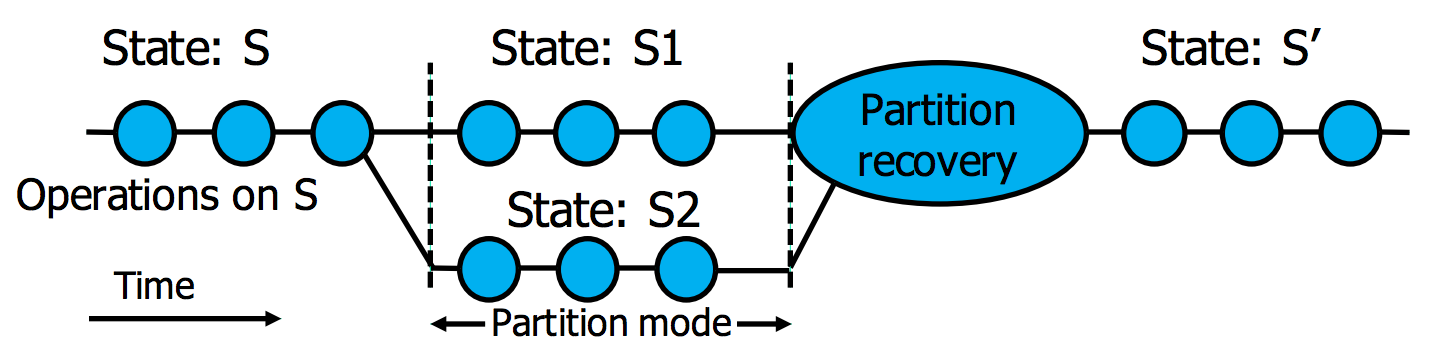 State: S
State: S1
State: S′
Partition
recovery
Operations on S
State: S2
Time
Partition mode